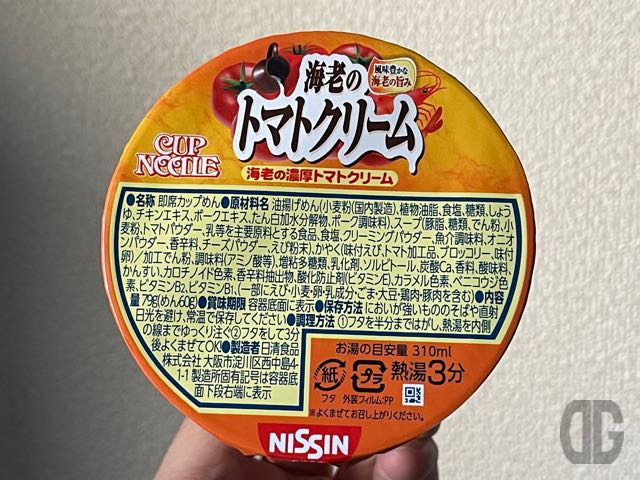 海老の
風味豊かな
海老の旨み
トマトクリーム
CUP
NOODLE
海老の濃厚トマトクリーム
●名称 即席カップめん●原材料名 油揚げめん(小麦粉(国内製造)、植物油脂、食塩、糖類、しょう
ゆ、チキンエキス、ポークエキス、たん白加水分解物、ポーク調味料)、スープ(豚脂、糖類、でん粉、小
麦粉、トマトパウダー、乳等を主要原料とする食品、食塩、クリーミングパウダー、魚介調味料、オニオ
ンパウダー、香辛料、チーズパウダー、えび粉末)、かやく(味付えび、トマト加工品、ブロッコリー、味付
卵)／加工でん粉、調味料(アミノ酸等)、増粘多糖類、乳化剤、ソルビトール、炭酸Ca、香料、酸味料、
かんすい、カロチノイド色素、香辛料抽出物、酸化防止剤(ビタミンE)、カラメル色素、ベニコウジ色
素、ビタミンB2、ビタミンB1、(一部にえび・小麦・卵・乳成分・ごま・大豆・鶏肉・豚肉を含む)●内容
量 79g(めん60g)●賞味期限 容器底面に表示●保存方法 においが強いもののそばや直射
日光を避け、常温で保存してください●調理方法 ①フタを半分まではがし、熱湯を内側
の線までゆっくり注ぐ②フタをして3分
後よくまぜてOK!●製造者 日清食品
株式会社 大阪市淀川区西中島4-
1-1 製造所固有記号は容器底
面下段右端に表示
お湯の目安量 310ml
紙 プラ 熱湯3分
フタ 外装フィルム:PP
※よくまぜてお召し上がりください。
NISSIN
DG